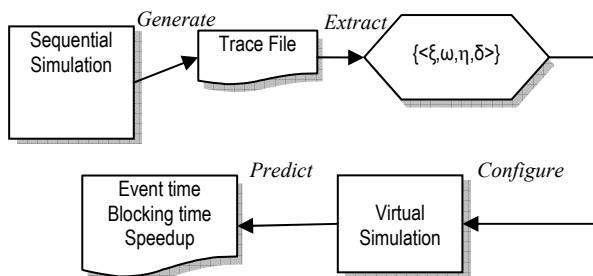 Generate
Extract
Sequential
Simulation
Trace File
{<ξ,ω,η,δ>}
Predict
Configure
Event time
Blocking time
Speedup
Virtual
Simulation